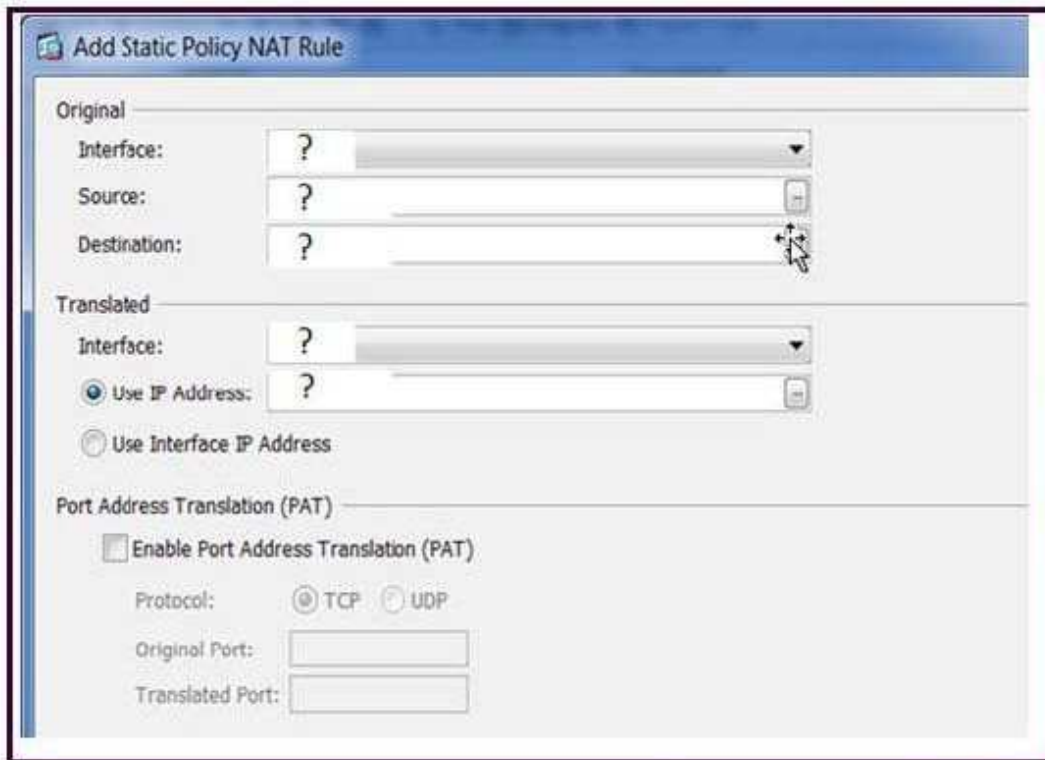 Add Static Policy NAT Rule
Original
Interface: ?
Source: ?
Destination: ?
Translated
Interface: ?
Use IP Address: ?
Use Interface IP Address
Port Address Translation (PAT)
Enable Port Address Translation (PAT)
Protocol: TCP UDP
Original Port:
Translated Port: